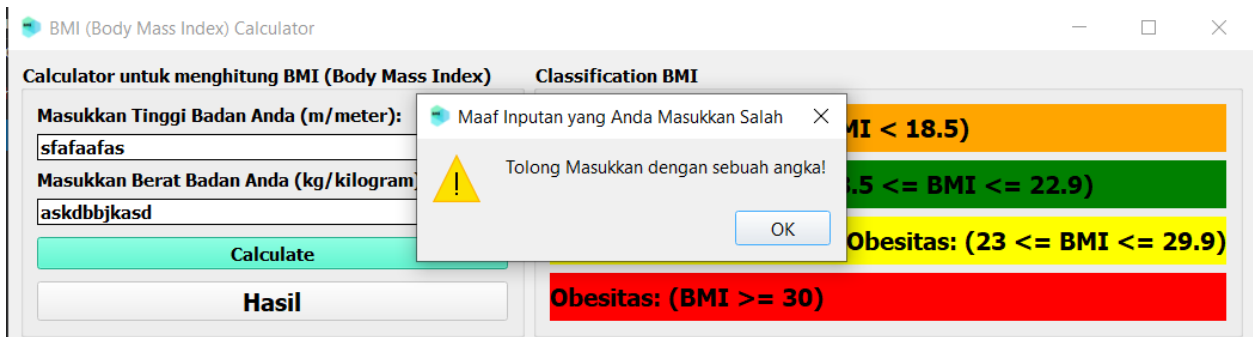 BMI (Body Mass Index) Calculator
Calculator untuk menghitung BMI (Body Mass Index)
Masukkan Tinggi Badan Anda (m/meter):
sfafaafas
Masukkan Berat Badan Anda (kg/kilogram)
askdbbjkasd
Calculate
Hasil
Classification BMI
< 18.5)
.5 <= BMI <= 22.9)
Obesitas: (23 <= BMI <= 29.9)
Obesitas: (BMI >= 30)
Maaf Inputan yang Anda Masukkan Salah
Tolong Masukkan dengan sebuah angka!
OK